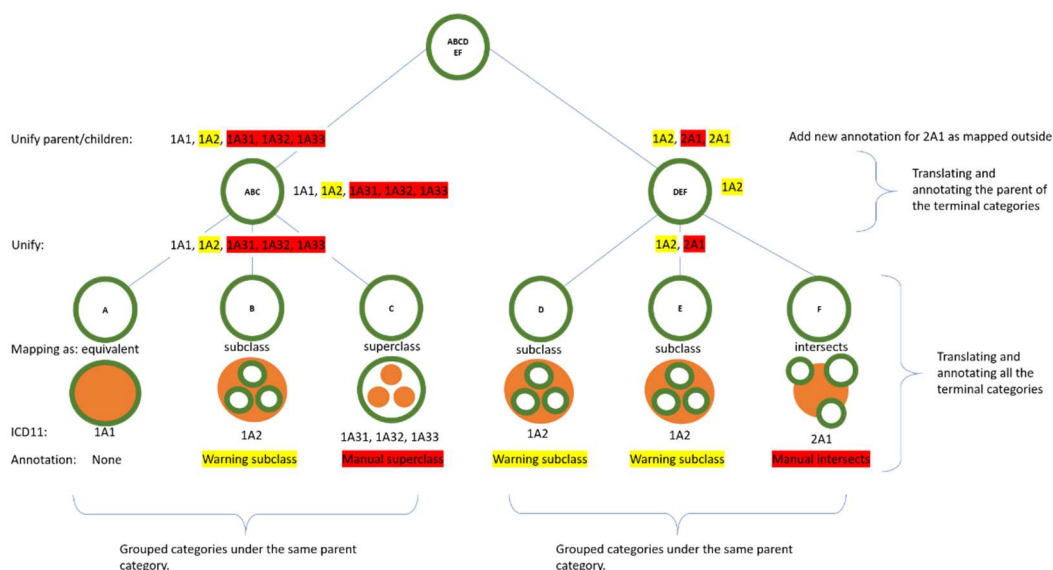 ABCD
EF
Unify parent/children:
1A1, 1A2, 1A31, 1A32, 1A33
1A2, 2A1 2A1
Add new annotation for 2A1 as mapped outside
ABC
1A1, 1A2, 1A31, 1A32, 1A33
DEF
1A2
Translating and
annotating the parent of
the terminal categories
Unify:
1A1, 1A2, 1A31, 1A32, 1A33
1A2, 2A1
A
B
C
D
E
F
Mapping as: equivalent
subclass
superclass
subclass
subclass
intersects
Translating and
annotating all the
terminal categories
ICD11:
1A1
1A2
1A31, 1A32, 1A33
1A2
1A2
2A1
Annotation:
None
Warning subclass
Manual superclass
Warning subclass
Warning subclass
Manual intersects
Grouped categories under the same parent
category.
Grouped categories under the same parent
category.